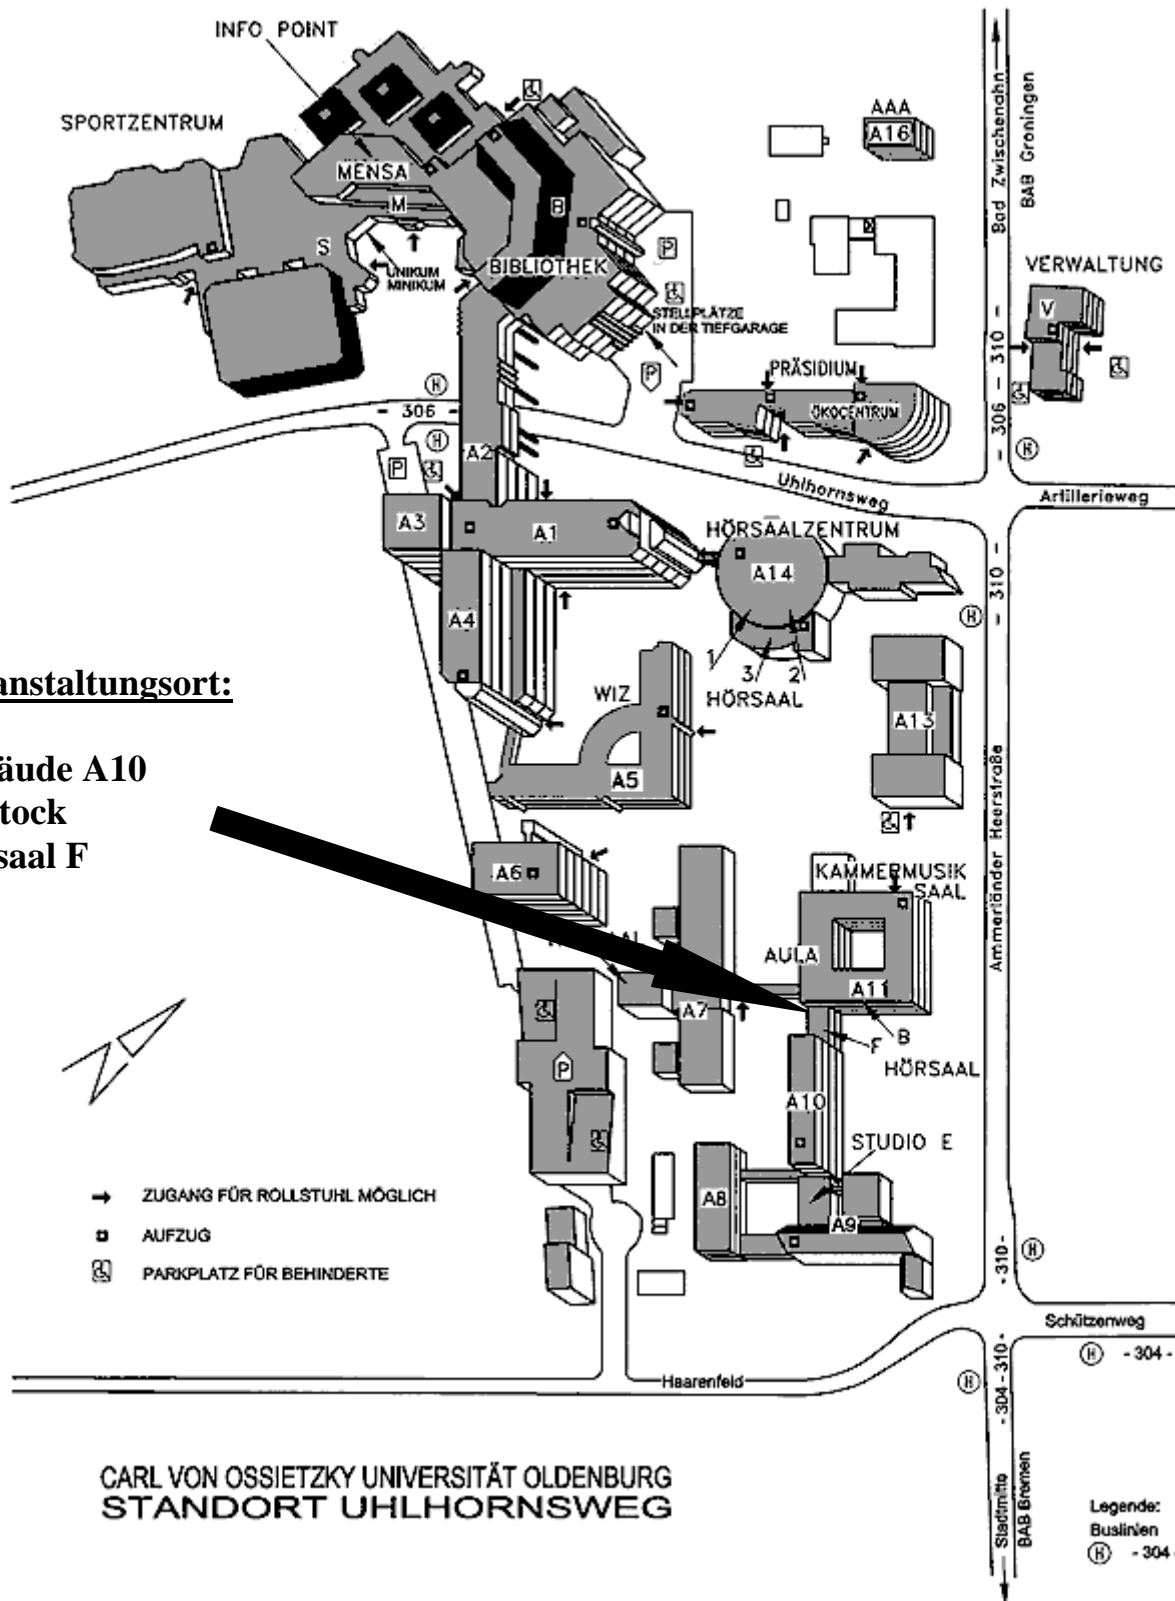 INFO POINT
SPORTZENTRUM
MENSA
M
S
UNIKUM
MINIKUM
B
BIBLIOTHEK
P
STELLPLÄTZE
IN DER TIEFGARAGE
P
AAA
A16
Bad Zwischenahn
BAB Groningen
VERWALTUNG
V
PRÄSIDIUM
ÖKOCENTRUM
- 306 - 310 -
H
H
- 306 -
H
P
Uhlhornsweg
Artillerieweg
A2
A3
A1
A4
HÖRSAALZENTRUM
A14
1
3
2
HÖRSAAL
- 310 -
H
A13
WIZ
A5
anstaltungsort:
äude A10
tock
saal F
A6
A7
P
KAMMERMUSIK
SAAL
AULA
A11
B
F
HÖRSAAL
A10
STUDIO E
A8
A9
Ammerländer Heerstraße
ZUGANG FÜR ROLLSTUHL MÖGLICH
AUFZUG
PARKPLATZ FÜR BEHINDERTE
-310-
H
Schützenweg
H - 304 -
Haarenfeld
H
-304-310-
Stadtmitte
BAB Bremen
CARL VON OSSIETZKY UNIVERSITÄT OLDENBURG
STANDORT UHLHORNSWEG
Legende:
Buslinien
H - 304